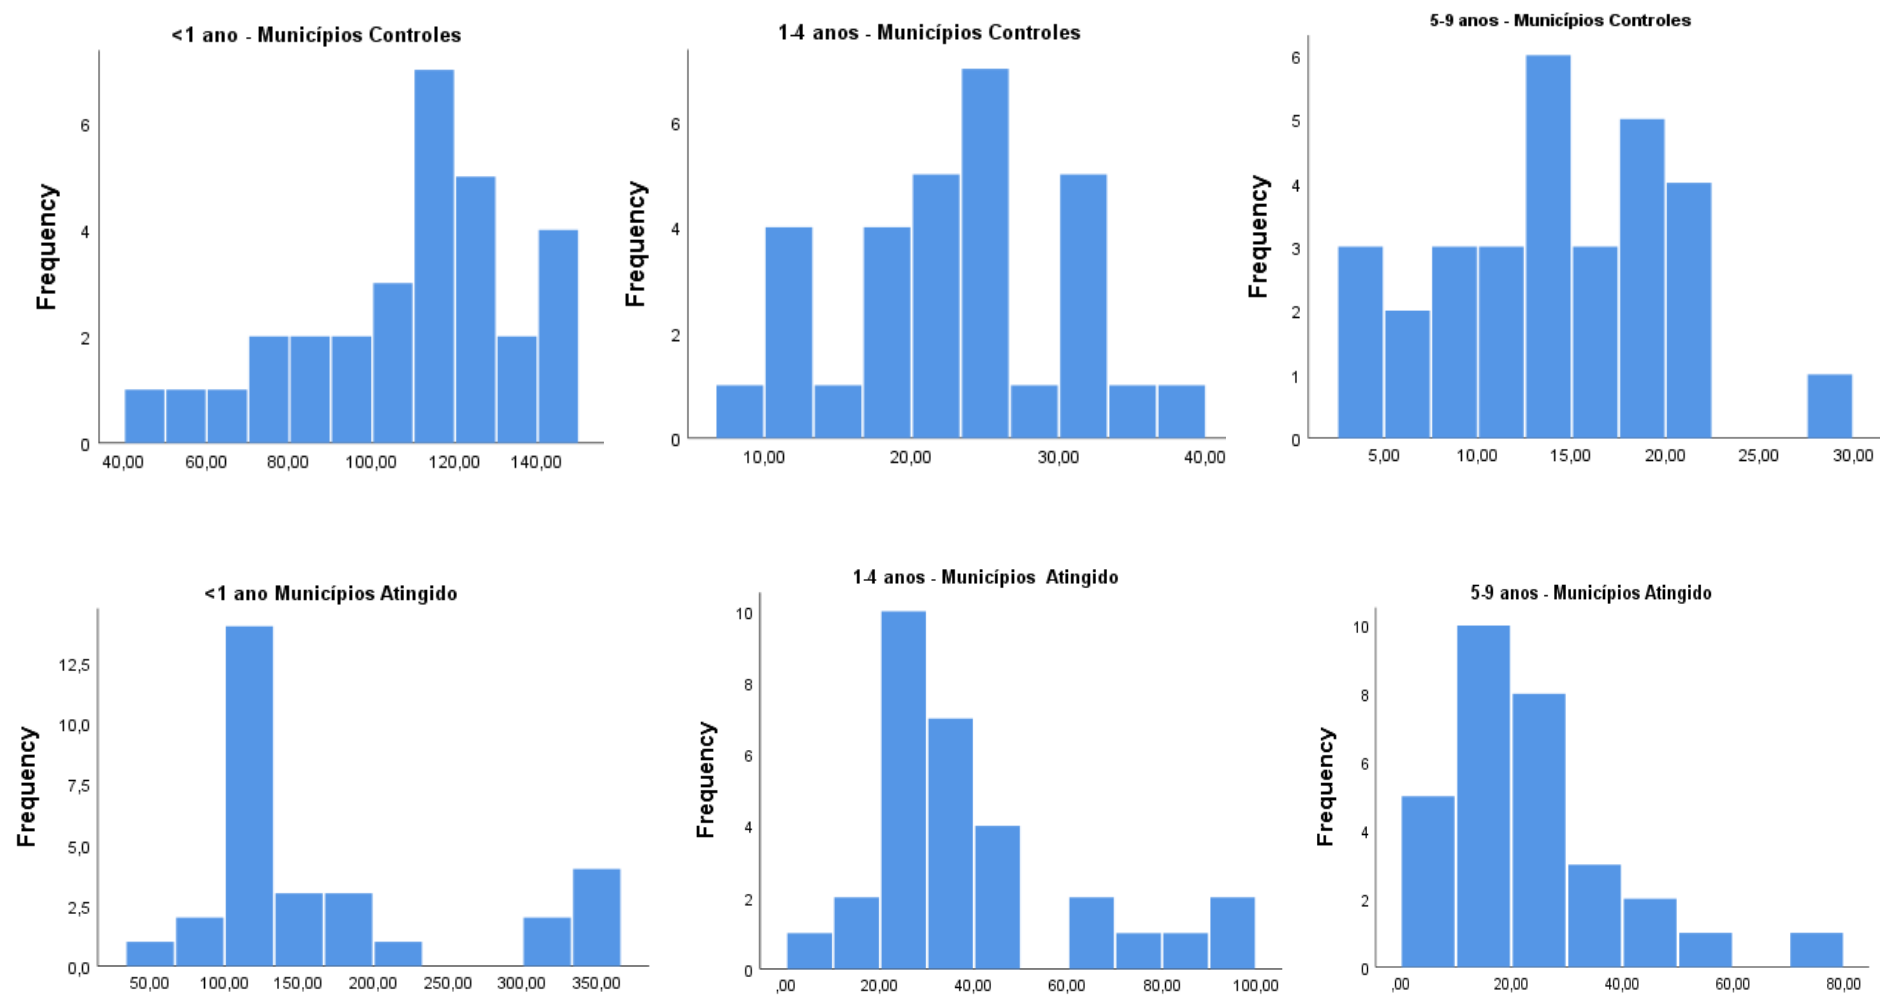 <1 ano - Municípios Controles
Frequency
6
4
2
0
40,00 60,00 80,00 100,00 120,00 140,00
1-4 anos - Municípios Controles
Frequency
6
4
2
0
10,00 20,00 30,00 40,00
5-9 anos - Municípios Controles
Frequency
6
5
4
3
2
1
0
5,00 10,00 15,00 20,00 25,00 30,00
<1 ano Municípios Atingido
Frequency
12,5
10,0
7,5
5,0
2,5
0,0
50,00 100,00 150,00 200,00 250,00 300,00 350,00
1-4 anos - Municípios Atingido
Frequency
10
8
6
4
2
0
,00 20,00 40,00 60,00 80,00 100,00
5-9 anos - Municípios Atingido
Frequency
10
8
6
4
2
0
,00 20,00 40,00 60,00 80,00